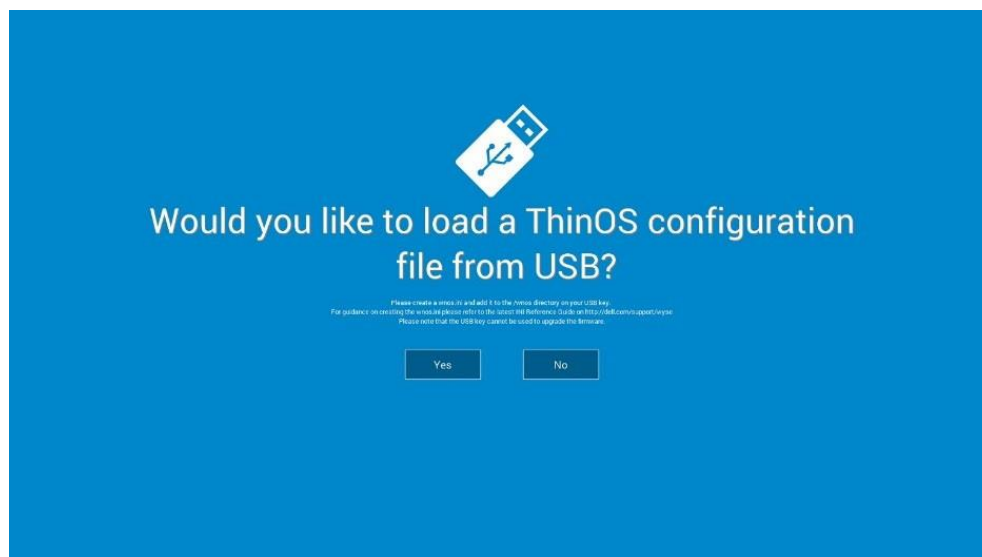 Would you like to load a ThinOS configuration
file from USB?
Please create a wnos.ini and add it to the /wnos directory on your USB key.
For guidance on creating the wnos.ini please refer to the latest INI Reference Guide on http://dell.com/support/wyse
Please note that the USB key cannot be used to upgrade the firmware.
Yes
No